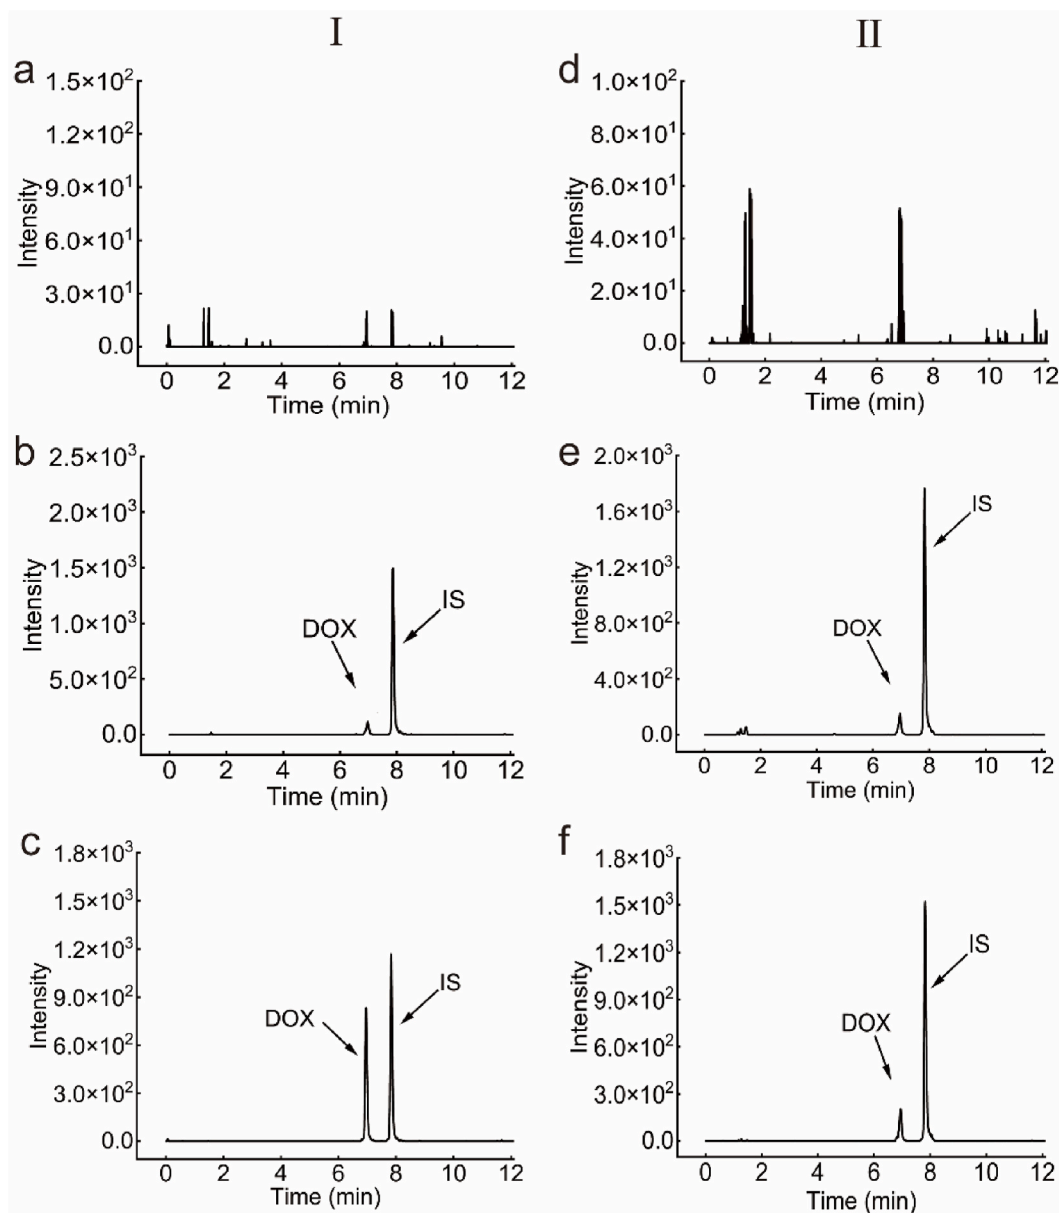 I
II
a
1.5×10²
1.2×10²
9.0×10¹
6.0×10¹
3.0×10¹
0.0
Intensity
0 2 4 6 8 10 12
Time (min)
d
1.0×10²
8.0×10¹
6.0×10¹
4.0×10¹
2.0×10¹
0.0
Intensity
0 2 4 6 8 10 12
Time (min)
b
2.5×10³
2.0×10³
1.5×10³
1.0×10³
5.0×10²
0.0
Intensity
DOX
IS
0 2 4 6 8 10 12
Time (min)
e
2.0×10³
1.6×10³
1.2×10³
8.0×10²
4.0×10²
0.0
Intensity
DOX
IS
0 2 4 6 8 10 12
Time (min)
c
1.8×10³
1.5×10³
1.2×10³
9.0×10²
6.0×10²
3.0×10²
0.0
Intensity
DOX
IS
0 2 4 6 8 10 12
Time (min)
f
1.8×10³
1.5×10³
1.2×10³
9.0×10²
6.0×10²
3.0×10²
0.0
Intensity
DOX
IS
0 2 4 6 8 10 12
Time (min)